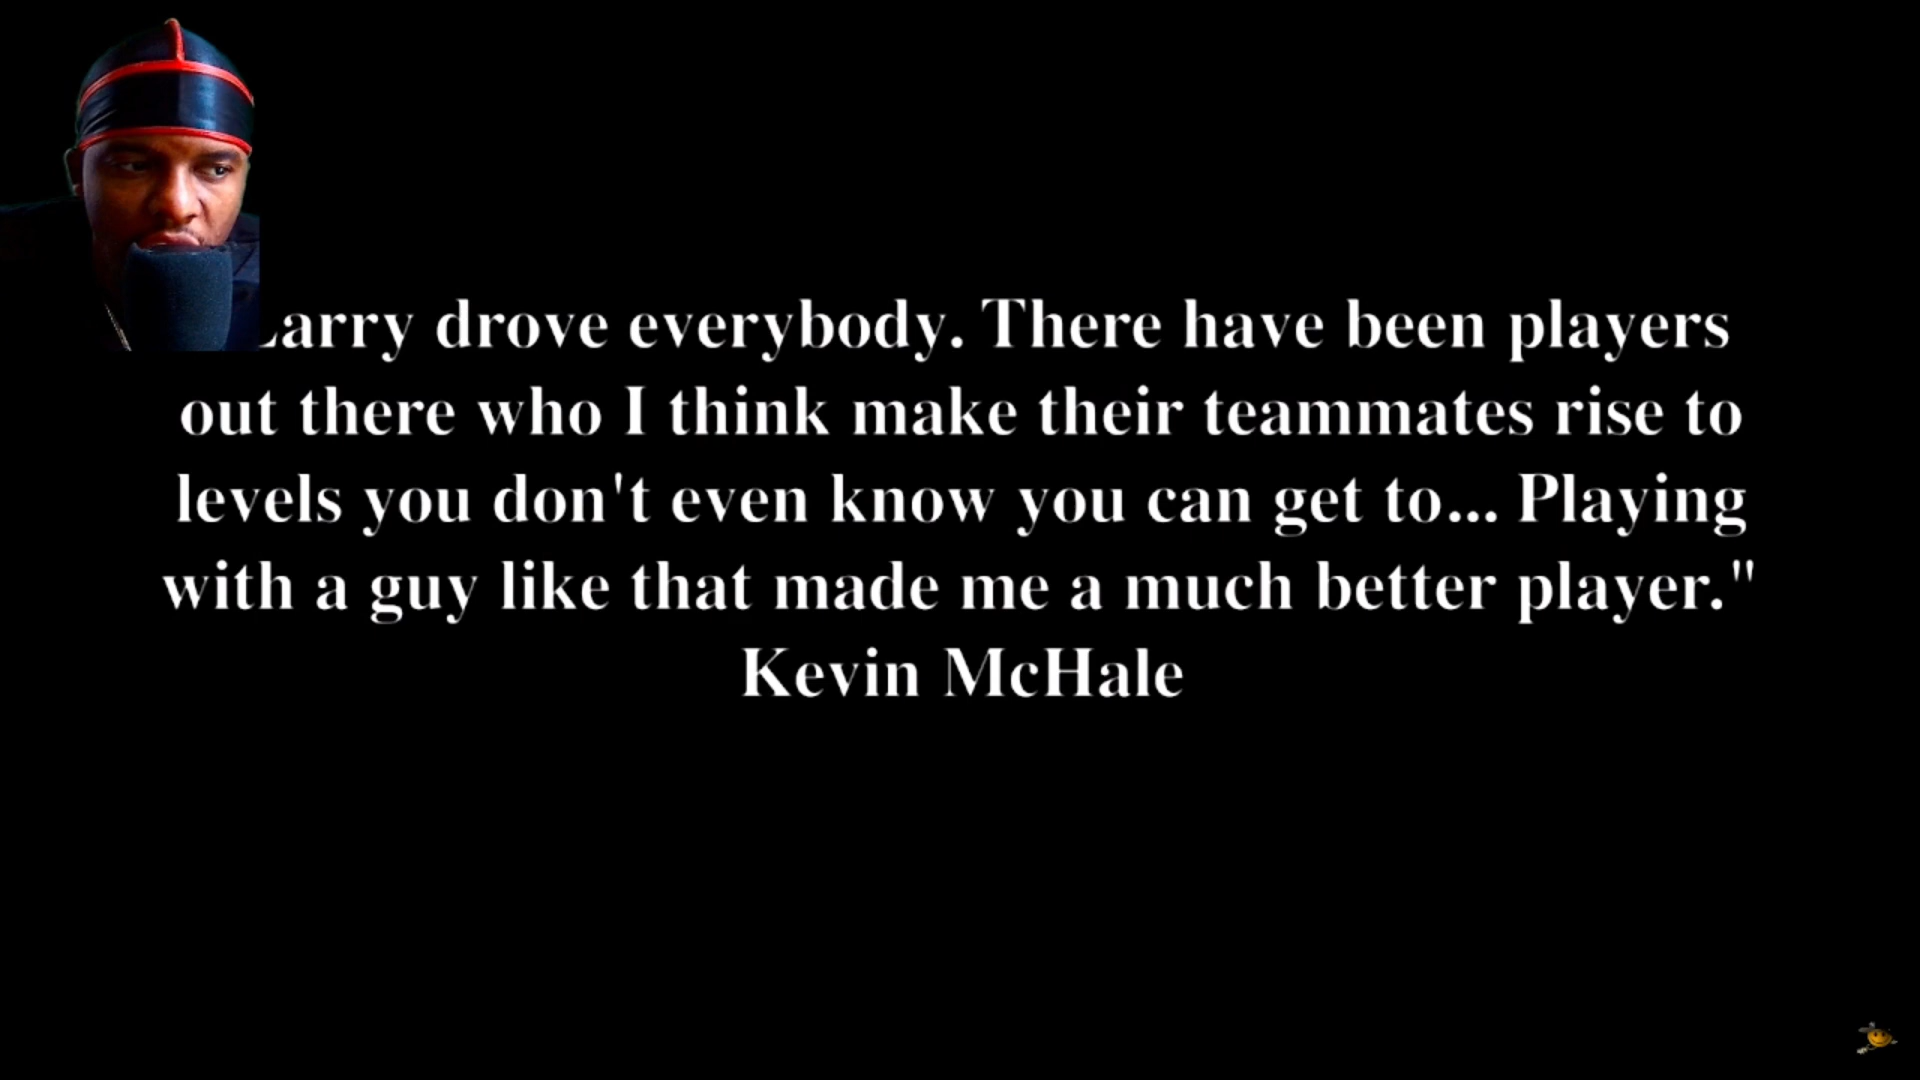 Larry drove everybody. There have been players
out there who I think make their teammates rise to
levels you don't even know you can get to... Playing
with a guy like that made me a much better player."
Kevin McHale